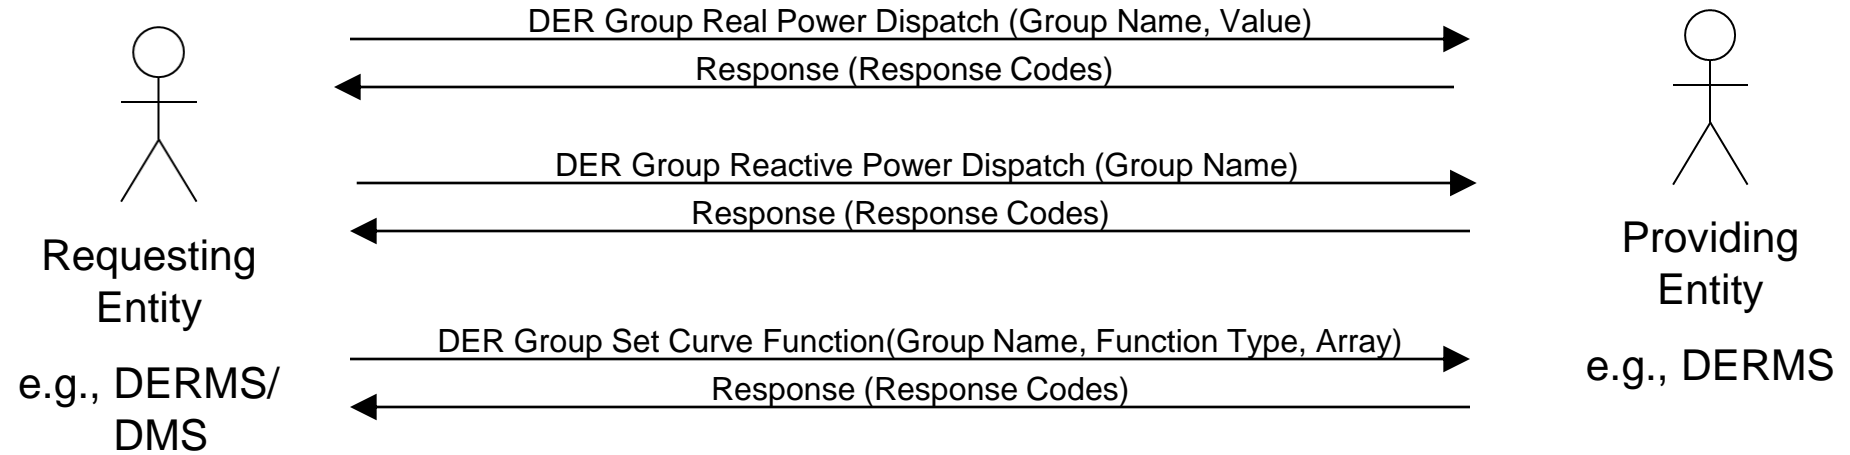 DER Group Real Power Dispatch (Group Name, Value)
Response (Response Codes)
DER Group Reactive Power Dispatch (Group Name)
Response (Response Codes)
DER Group Set Curve Function(Group Name, Function Type, Array)
Response (Response Codes)
Requesting
Entity
e.g., DERMS/
DMS
Providing
Entity
e.g., DERMS